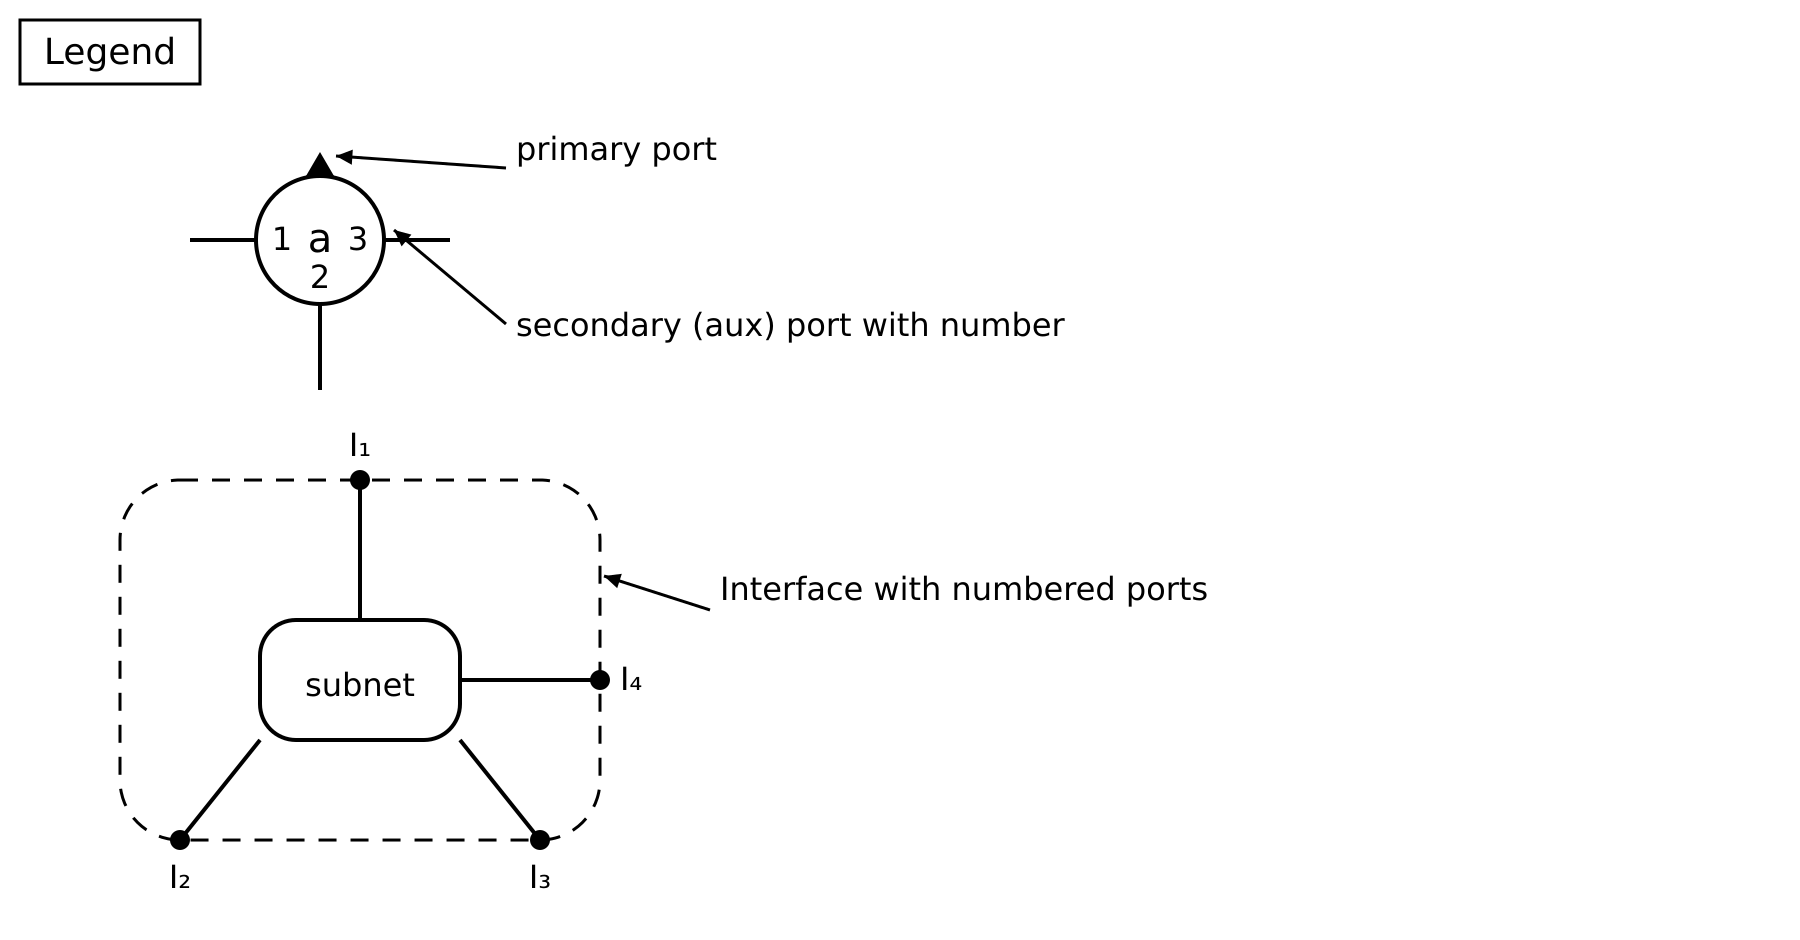 Legend
primary port
1 a 3
2
secondary (aux) port with number
I₁
Interface with numbered ports
subnet
I₄
I₂
I₃